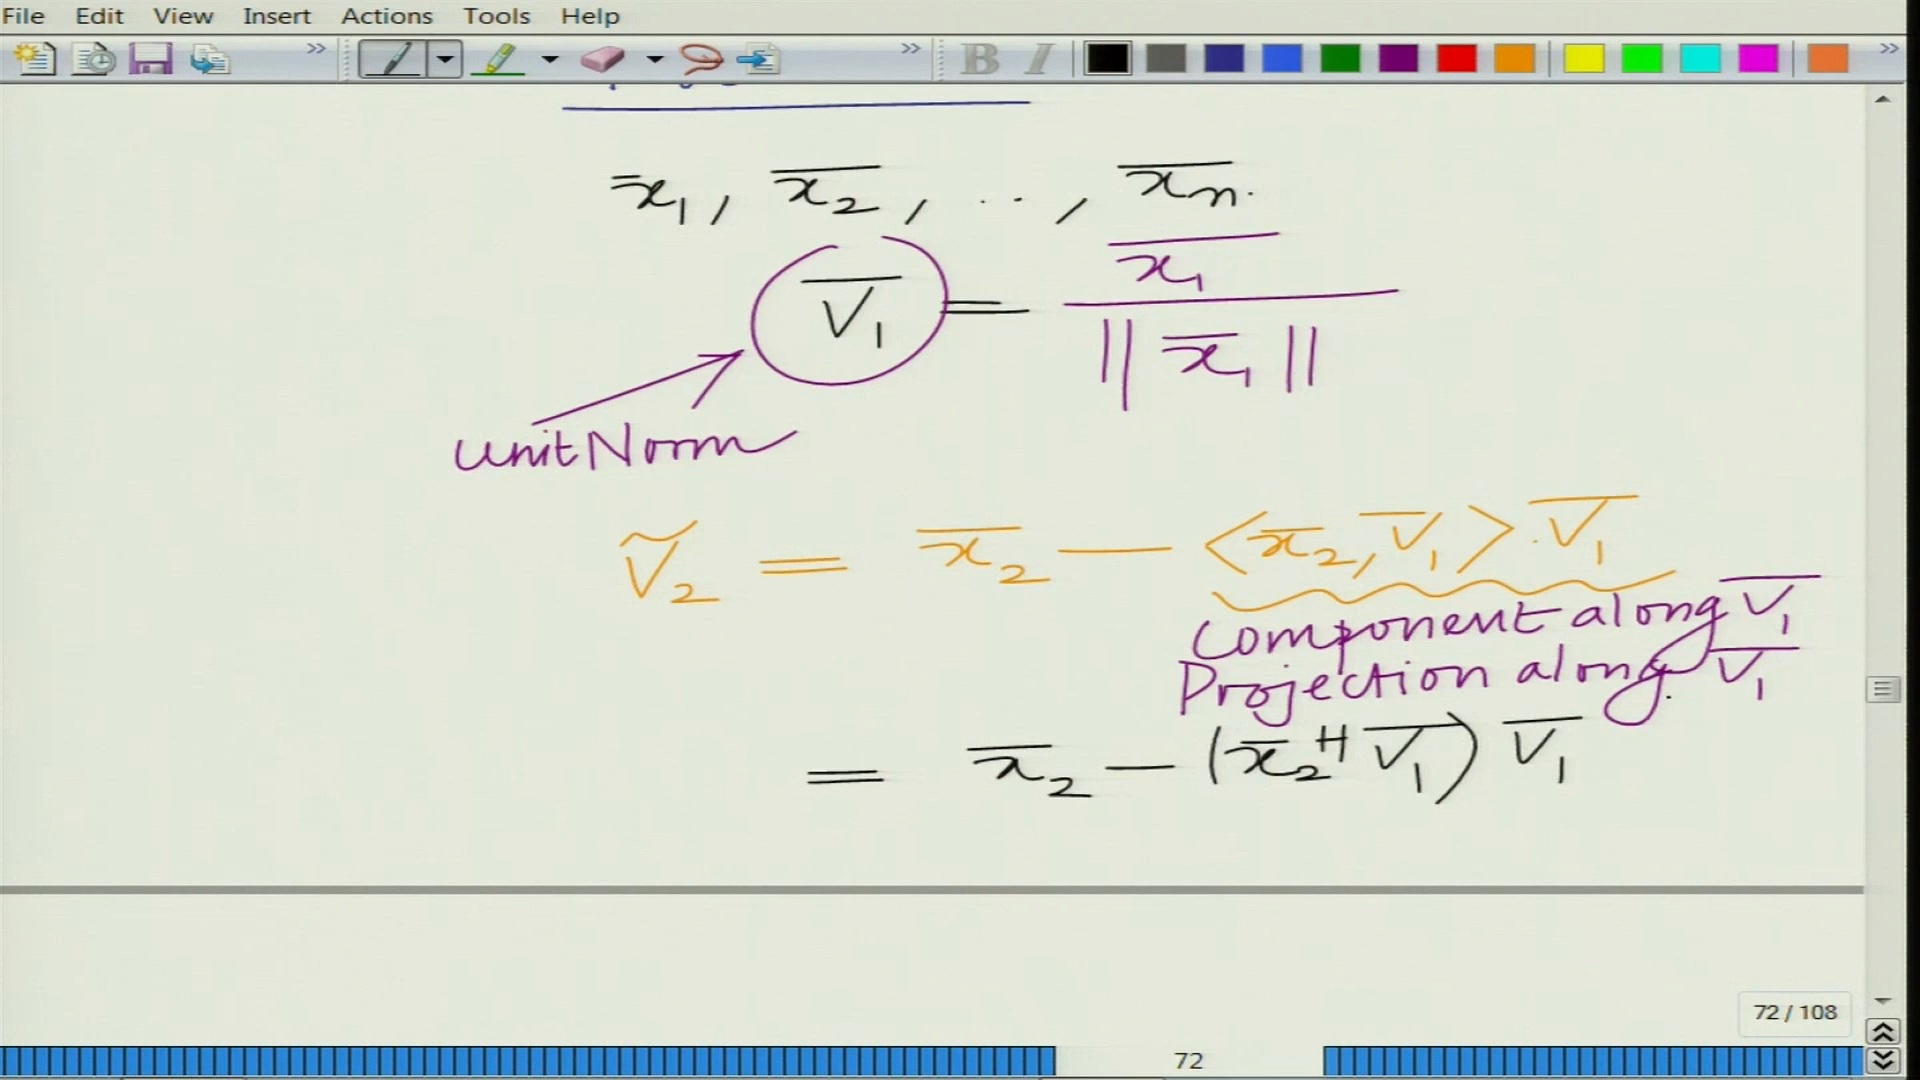 File Edit View Insert Actions Tools Help
B I
x̄₁, x̄₂, ..., x̄ₙ.
V̄₁ = x̄₁ / ||x̄₁||
Unit Norm
Ṽ₂ = x̄₂ − <x̄₂, V̄₁>.V̄₁
Component along V̄₁
Projection along V̄₁
= x̄₂ − (x̄₂ᴴ V̄₁) V̄₁
72 / 108
72